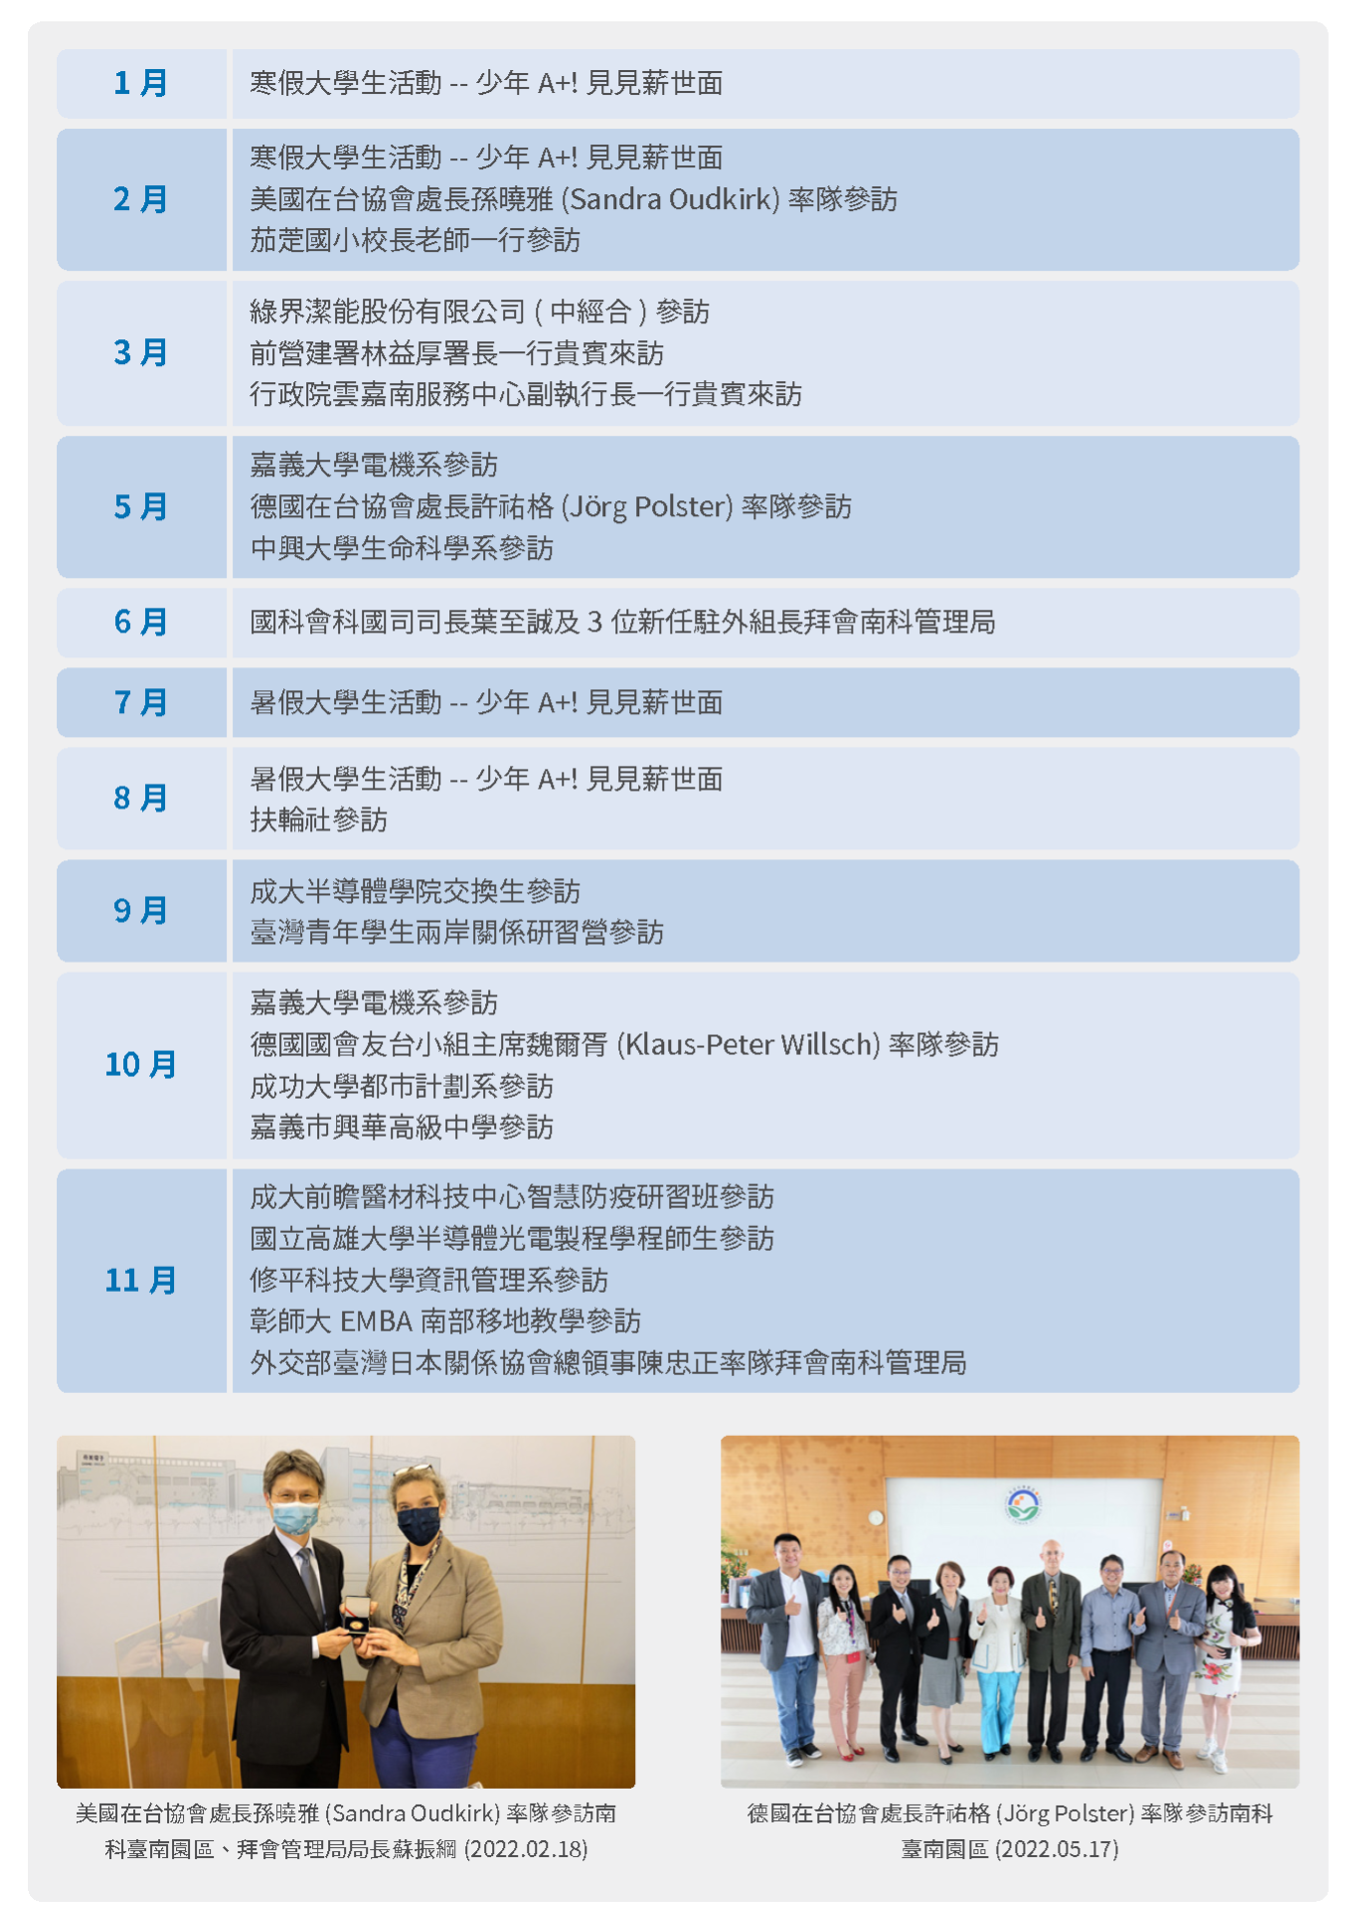 1 月
寒假大學生活動 -- 少年 A+! 見見薪世面
2 月
寒假大學生活動 -- 少年 A+! 見見薪世面
美國在台協會處長孫曉雅 (Sandra Oudkirk) 率隊參訪
茄萣國小校長老師一行參訪
3 月
綠界潔能股份有限公司 ( 中經合 ) 參訪
前營建署林益厚署長一行貴賓來訪
行政院雲嘉南服務中心副執行長一行貴賓來訪
5 月
嘉義大學電機系參訪
德國在台協會處長許祐格 (Jörg Polster) 率隊參訪
中興大學生命科學系參訪
6 月
國科會科國司司長葉至誠及 3 位新任駐外組長拜會南科管理局
7 月
暑假大學生活動 -- 少年 A+! 見見薪世面
8 月
暑假大學生活動 -- 少年 A+! 見見薪世面
扶輪社參訪
9 月
成大半導體學院交換生參訪
臺灣青年學生兩岸關係研習營參訪
10 月
嘉義大學電機系參訪
德國國會友台小組主席魏爾胥 (Klaus-Peter Willsch) 率隊參訪
成功大學都市計劃系參訪
嘉義市興華高級中學參訪
11 月
成大前瞻醫材科技中心智慧防疫研習班參訪
國立高雄大學半導體光電製程學程師生參訪
修平科技大學資訊管理系參訪
彰師大 EMBA 南部移地教學參訪
外交部臺灣日本關係協會總領事陳忠正率隊拜會南科管理局
美國在台協會處長孫曉雅 (Sandra Oudkirk) 率隊參訪南
科臺南園區、拜會管理局局長蘇振綱 (2022.02.18)
德國在台協會處長許祐格 (Jörg Polster) 率隊參訪南科
臺南園區 (2022.05.17)